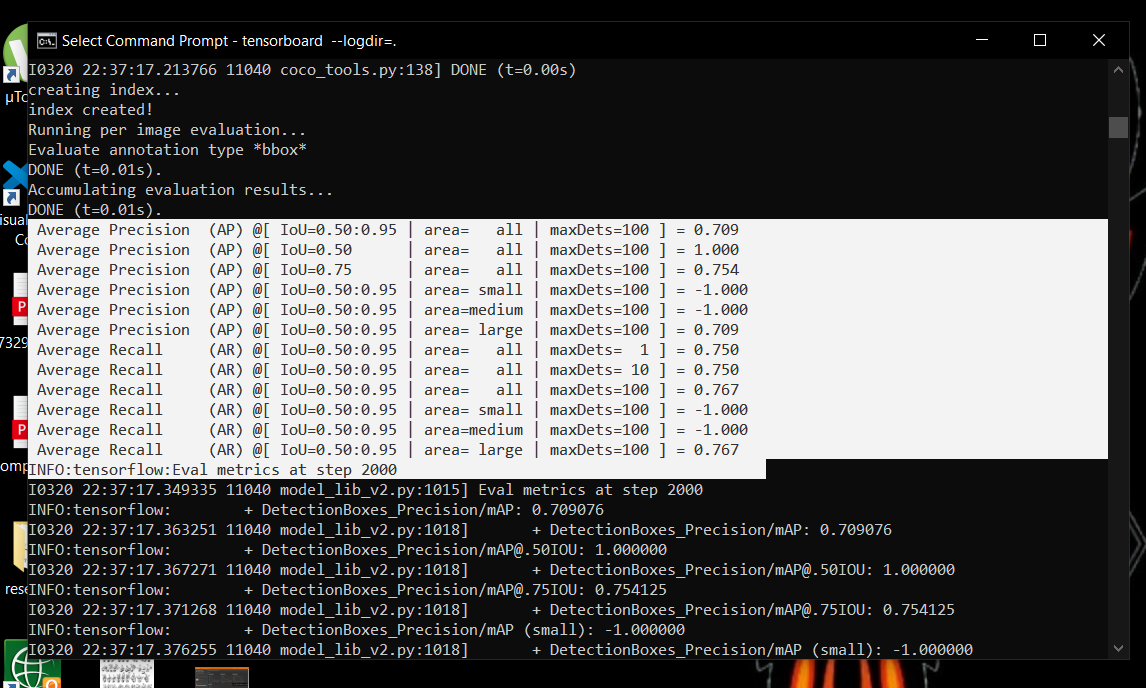 Select Command Prompt - tensorboard  --logdir=.
I0320 22:37:17.213766 11040 coco_tools.py:138] DONE (t=0.00s)
creating index...
index created!
Running per image evaluation...
Evaluate annotation type *bbox*
DONE (t=0.01s).
Accumulating evaluation results...
DONE (t=0.01s).
 Average Precision  (AP) @[ IoU=0.50:0.95 | area=   all | maxDets=100 ] = 0.709
 Average Precision  (AP) @[ IoU=0.50      | area=   all | maxDets=100 ] = 1.000
 Average Precision  (AP) @[ IoU=0.75      | area=   all | maxDets=100 ] = 0.754
 Average Precision  (AP) @[ IoU=0.50:0.95 | area= small | maxDets=100 ] = -1.000
 Average Precision  (AP) @[ IoU=0.50:0.95 | area=medium | maxDets=100 ] = -1.000
 Average Precision  (AP) @[ IoU=0.50:0.95 | area= large | maxDets=100 ] = 0.709
 Average Recall     (AR) @[ IoU=0.50:0.95 | area=   all | maxDets=  1 ] = 0.750
 Average Recall     (AR) @[ IoU=0.50:0.95 | area=   all | maxDets= 10 ] = 0.750
 Average Recall     (AR) @[ IoU=0.50:0.95 | area=   all | maxDets=100 ] = 0.767
 Average Recall     (AR) @[ IoU=0.50:0.95 | area= small | maxDets=100 ] = -1.000
 Average Recall     (AR) @[ IoU=0.50:0.95 | area=medium | maxDets=100 ] = -1.000
 Average Recall     (AR) @[ IoU=0.50:0.95 | area= large | maxDets=100 ] = 0.767
INFO:tensorflow:Eval metrics at step 2000
I0320 22:37:17.349335 11040 model_lib_v2.py:1015] Eval metrics at step 2000
INFO:tensorflow:        + DetectionBoxes_Precision/mAP: 0.709076
I0320 22:37:17.363251 11040 model_lib_v2.py:1018]       + DetectionBoxes_Precision/mAP: 0.709076
INFO:tensorflow:        + DetectionBoxes_Precision/mAP@.50IOU: 1.000000
I0320 22:37:17.367271 11040 model_lib_v2.py:1018]       + DetectionBoxes_Precision/mAP@.50IOU: 1.000000
INFO:tensorflow:        + DetectionBoxes_Precision/mAP@.75IOU: 0.754125
I0320 22:37:17.371268 11040 model_lib_v2.py:1018]       + DetectionBoxes_Precision/mAP@.75IOU: 0.754125
INFO:tensorflow:        + DetectionBoxes_Precision/mAP (small): -1.000000
I0320 22:37:17.376255 11040 model_lib_v2.py:1018]       + DetectionBoxes_Precision/mAP (small): -1.000000